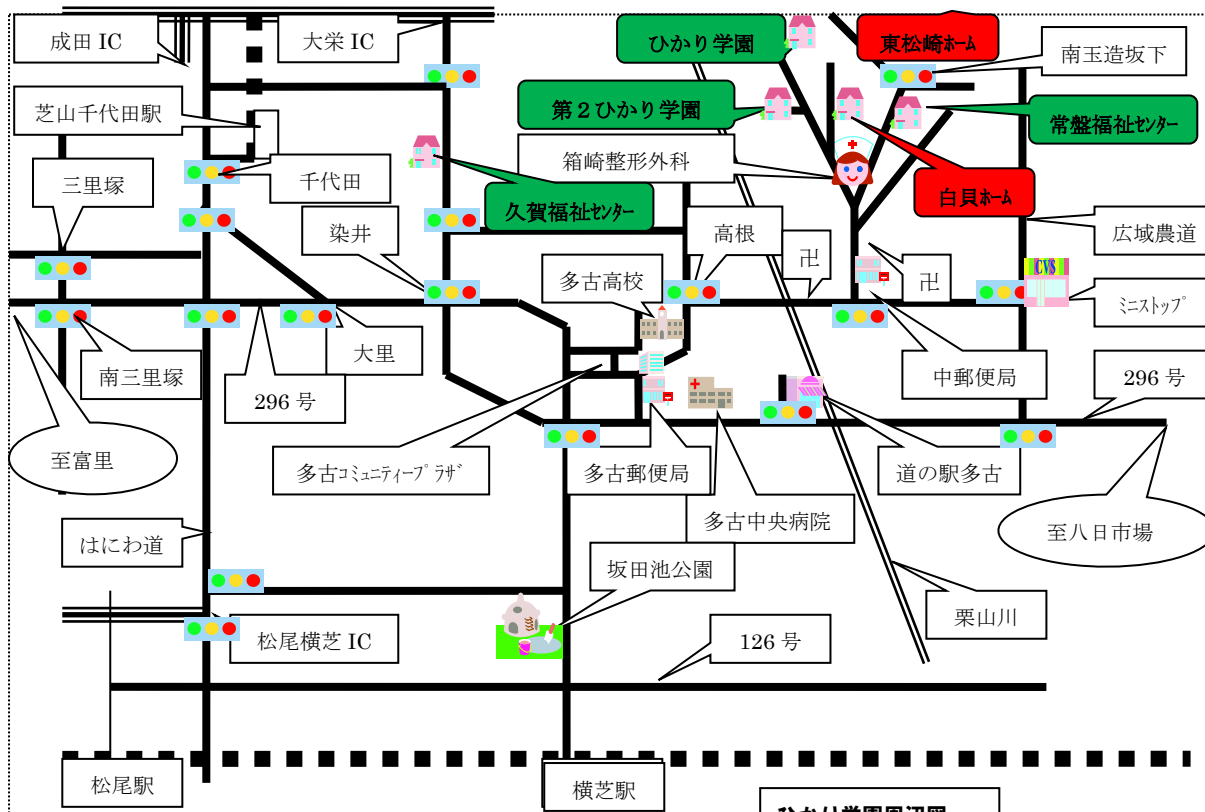 成田 IC
大栄 IC
ひかり学園
東松崎ホーム
南玉造坂下
芝山千代田駅
第２ひかり学園
常盤福祉センター
箱崎整形外科
三里塚
千代田
久賀福祉センター
白貝ホーム
染井
高根
卍
卍
広域農道
多古高校
CVS
ミニストップ
南三里塚
296 号
大里
中郵便局
296 号
至富里
多古コミュニティープラザ
多古郵便局
道の駅多古
多古中央病院
至八日市場
はにわ道
坂田池公園
栗山川
松尾横芝 IC
126 号
松尾駅
横芝駅